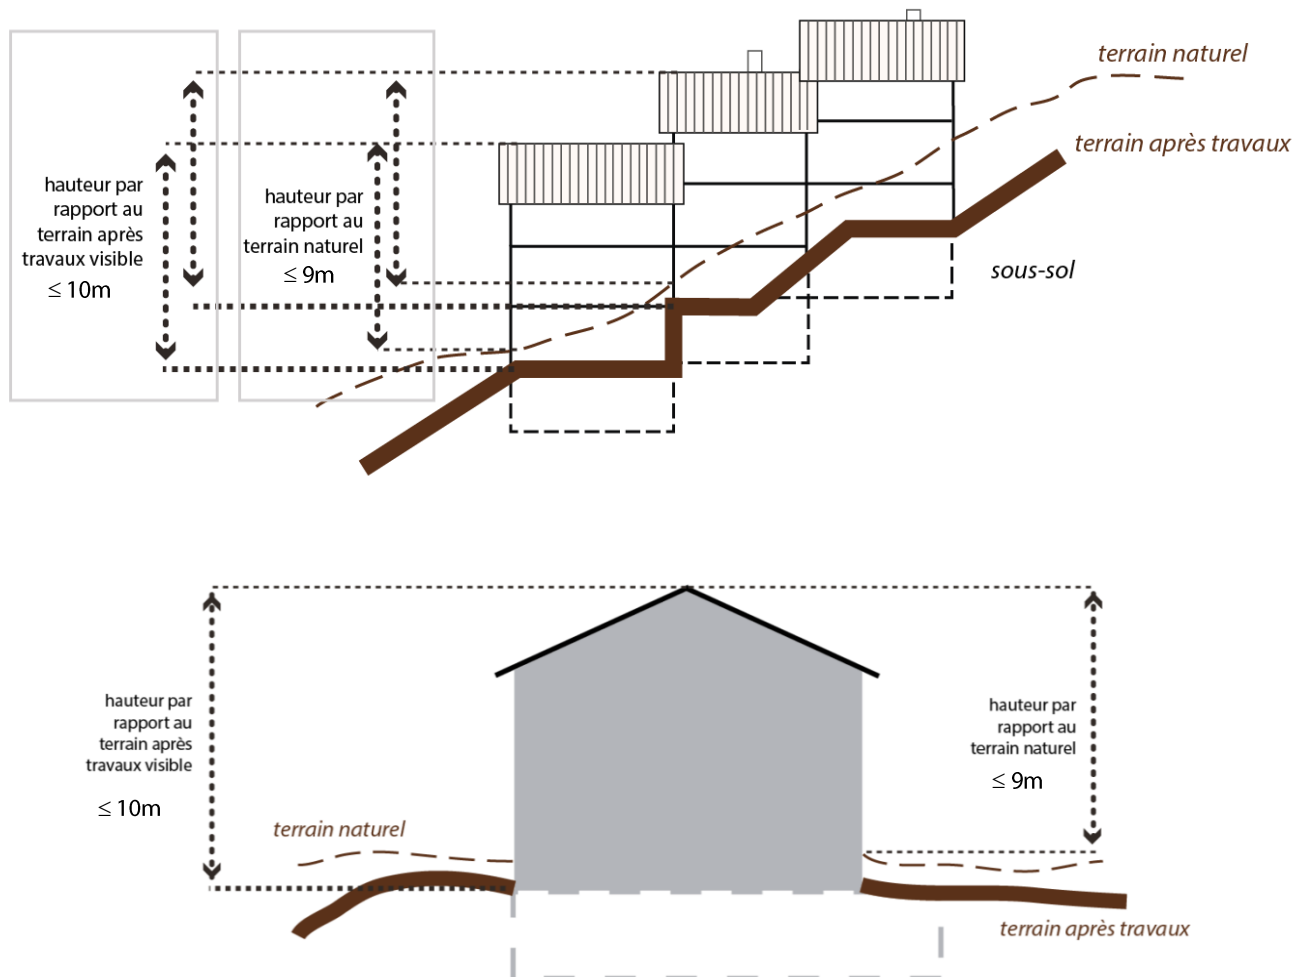 terrain naturel
terrain après travaux
hauteur par
rapport au
terrain après
travaux visible
≤ 10m
hauteur par
rapport au
terrain naturel
≤ 9m
sous-sol
hauteur par
rapport au
terrain après
travaux visible
≤ 10m
hauteur par
rapport au
terrain naturel
≤ 9m
terrain naturel
terrain après travaux